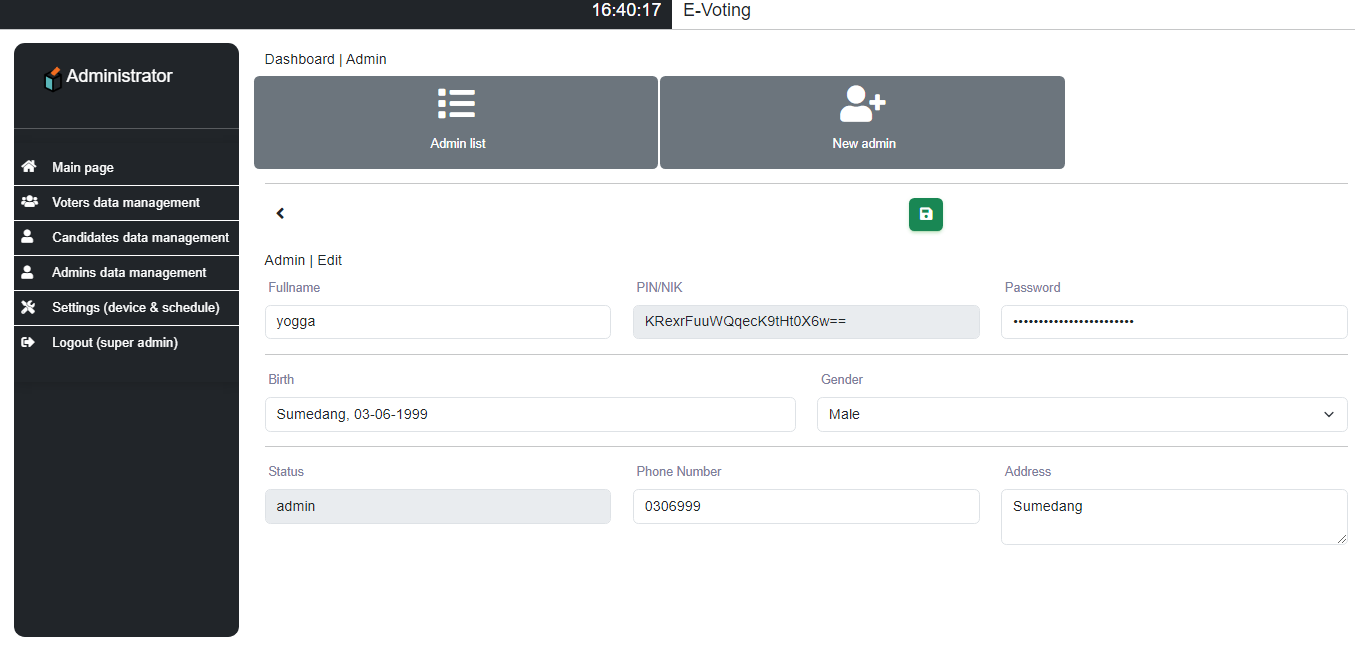 16:40:17 E-Voting
Administrator
Main page
Voters data management
Candidates data management
Admins data management
Settings (device & schedule)
Logout (super admin)
Dashboard | Admin
Admin list
New admin
Admin | Edit
Fullname
yogga
PIN/NIK
KRexrFuuWQqecK9tHt0X6w==
Password
••••••••••••••••••••••••
Birth
Sumedang, 03-06-1999
Gender
Male
Status
admin
Phone Number
0306999
Address
Sumedang